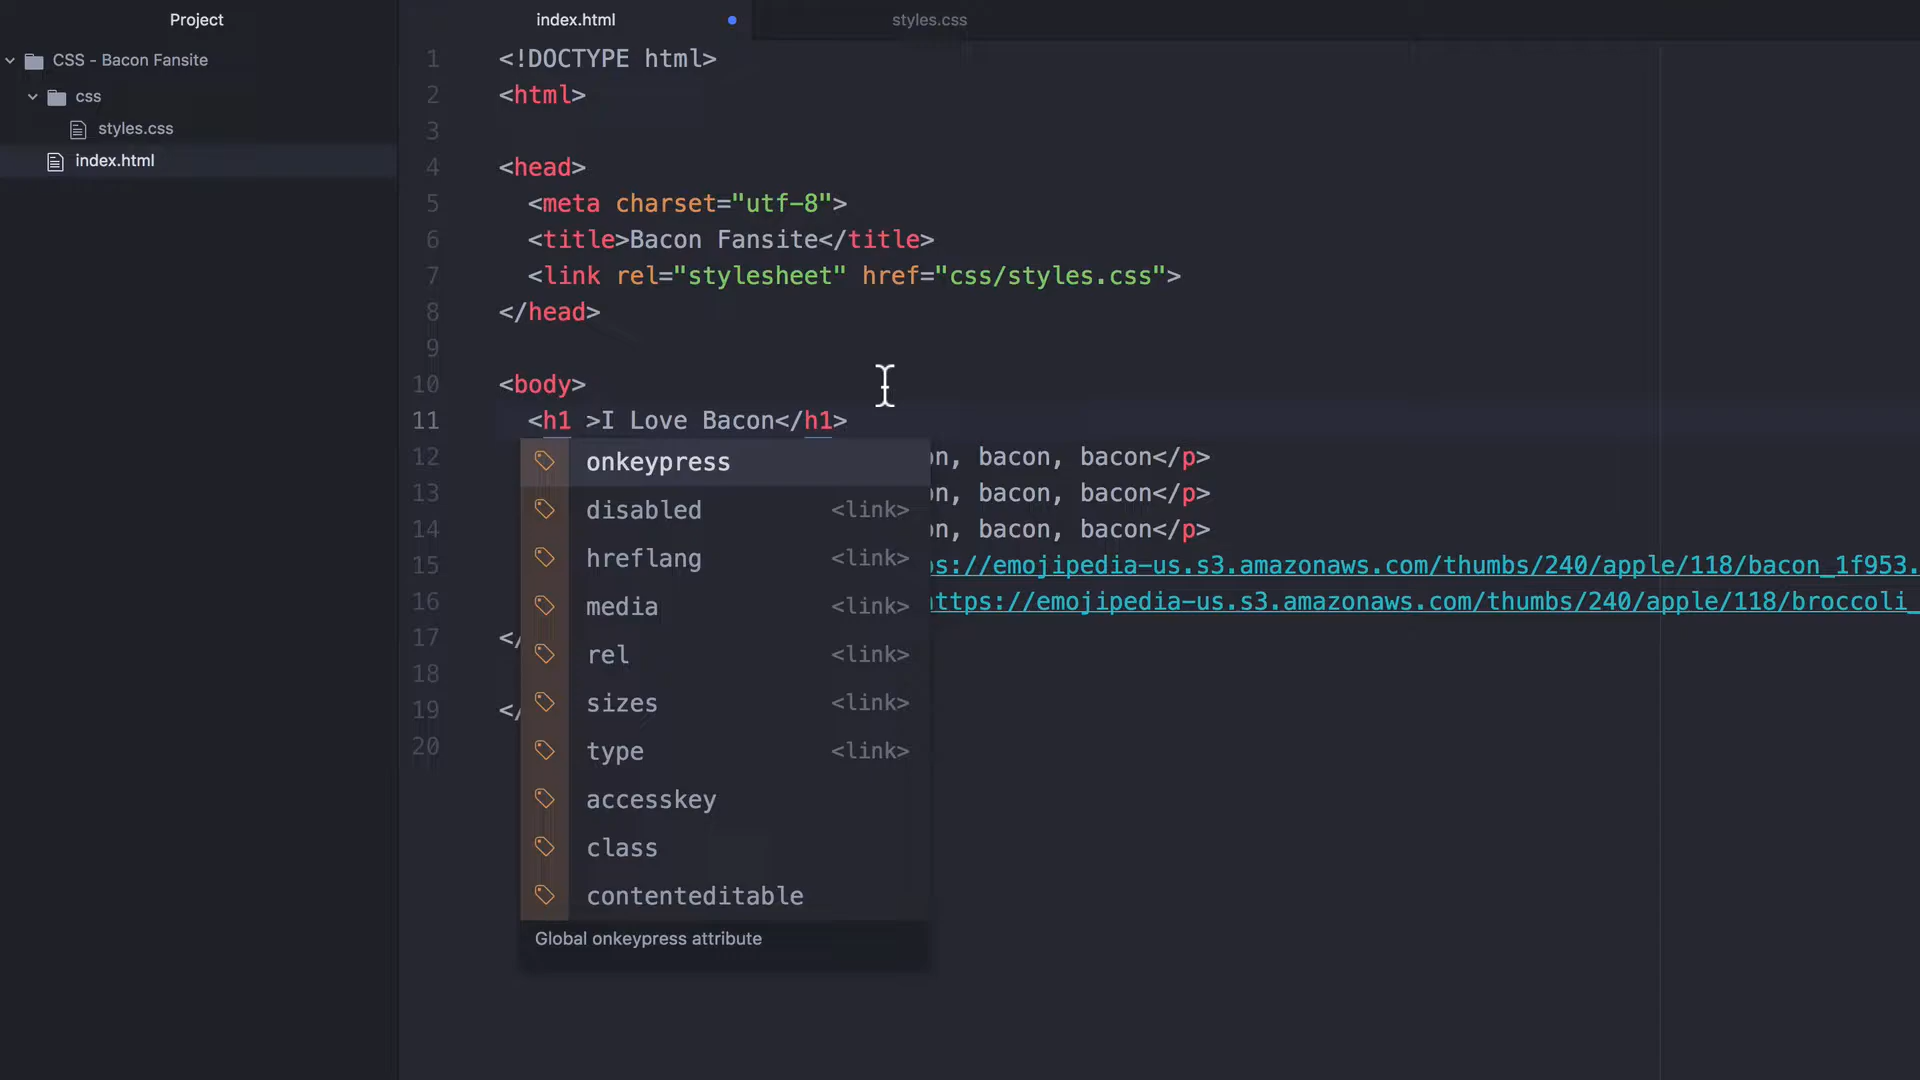 Project
CSS - Bacon Fansite
css
styles.css
index.html
index.html
styles.css
1 <!DOCTYPE html>
2 <html>
3
4 <head>
5 <meta charset="utf-8">
6 <title>Bacon Fansite</title>
7 <link rel="stylesheet" href="css/styles.css">
8 </head>
9
10 <body>
11 <h1 >I Love Bacon</h1>
12 bacon, bacon</p>
13 bacon, bacon</p>
14 bacon, bacon</p>
15 s://emojipedia-us.s3.amazonaws.com/thumbs/240/apple/118/bacon_1f953.
16 ttps://emojipedia-us.s3.amazonaws.com/thumbs/240/apple/118/broccoli_
17 </
18
19 </
20
onkeypress
disabled <link>
hreflang <link>
media <link>
rel <link>
sizes <link>
type <link>
accesskey
class
contenteditable
Global onkeypress attribute